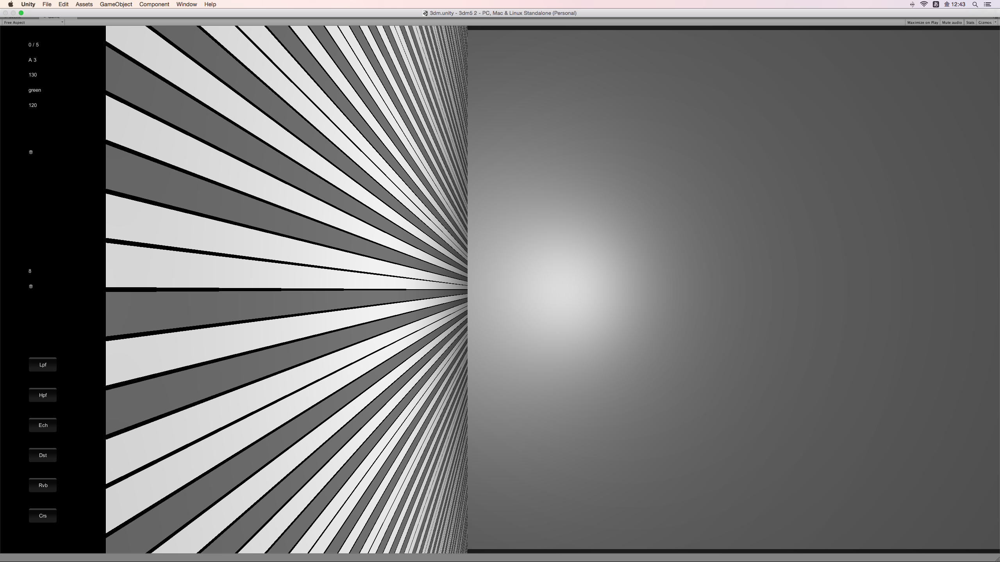 Unity File Edit Assets GameObject Component Window Help あ 金 12:43
3dm.unity - 3dm5 2 - PC, Mac & Linux Standalone (Personal)
Free Aspect Maximize on Play Mute audio Stats Gizmos
0 / 5
A 3
130
green
120
8
Lpf
Hpf
Ech
Dst
Rvb
Crs